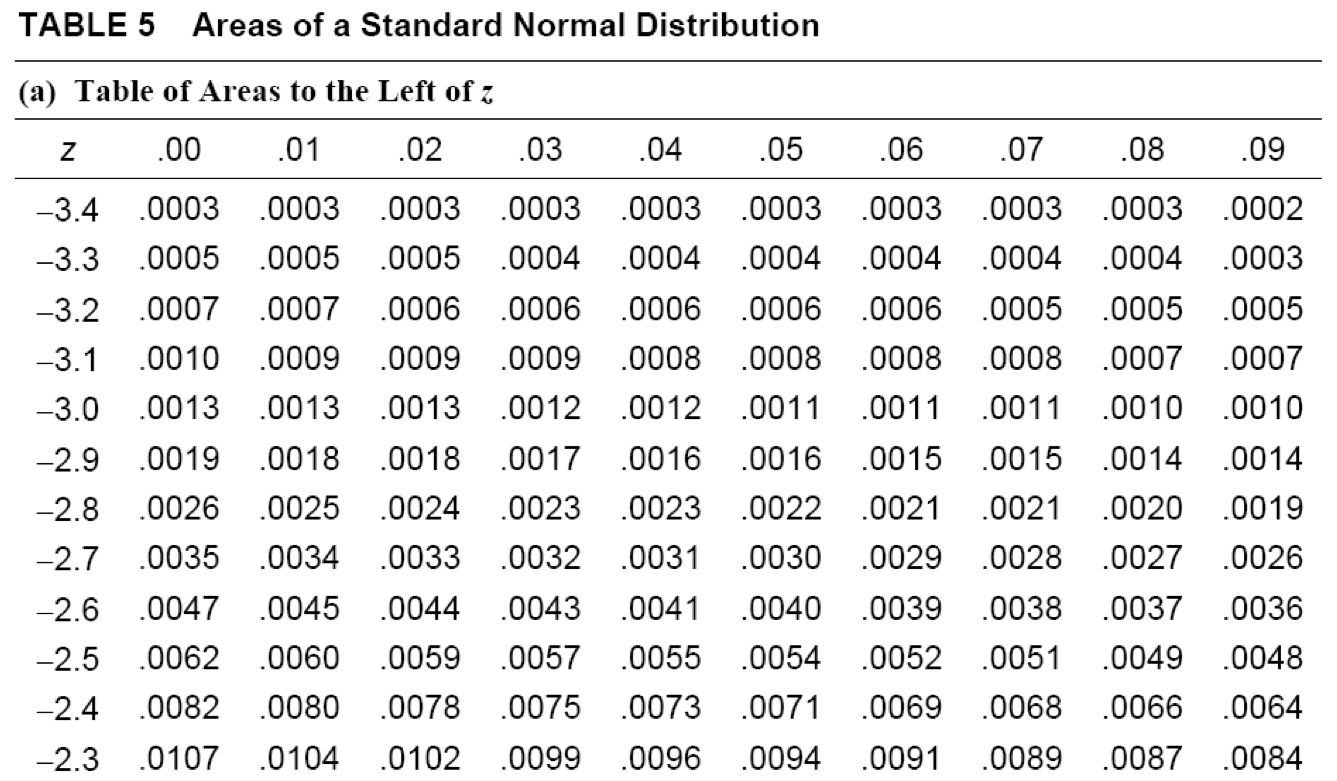 TABLE 5 Areas of a Standard Normal Distribution
(a) Table of Areas to the Left of z
z .00 .01 .02 .03 .04 .05 .06 .07 .08 .09
–3.4 .0003 .0003 .0003 .0003 .0003 .0003 .0003 .0003 .0003 .0002
–3.3 .0005 .0005 .0005 .0004 .0004 .0004 .0004 .0004 .0004 .0003
–3.2 .0007 .0007 .0006 .0006 .0006 .0006 .0006 .0005 .0005 .0005
–3.1 .0010 .0009 .0009 .0009 .0008 .0008 .0008 .0008 .0007 .0007
–3.0 .0013 .0013 .0013 .0012 .0012 .0011 .0011 .0011 .0010 .0010
–2.9 .0019 .0018 .0018 .0017 .0016 .0016 .0015 .0015 .0014 .0014
–2.8 .0026 .0025 .0024 .0023 .0023 .0022 .0021 .0021 .0020 .0019
–2.7 .0035 .0034 .0033 .0032 .0031 .0030 .0029 .0028 .0027 .0026
–2.6 .0047 .0045 .0044 .0043 .0041 .0040 .0039 .0038 .0037 .0036
–2.5 .0062 .0060 .0059 .0057 .0055 .0054 .0052 .0051 .0049 .0048
–2.4 .0082 .0080 .0078 .0075 .0073 .0071 .0069 .0068 .0066 .0064
–2.3 .0107 .0104 .0102 .0099 .0096 .0094 .0091 .0089 .0087 .0084